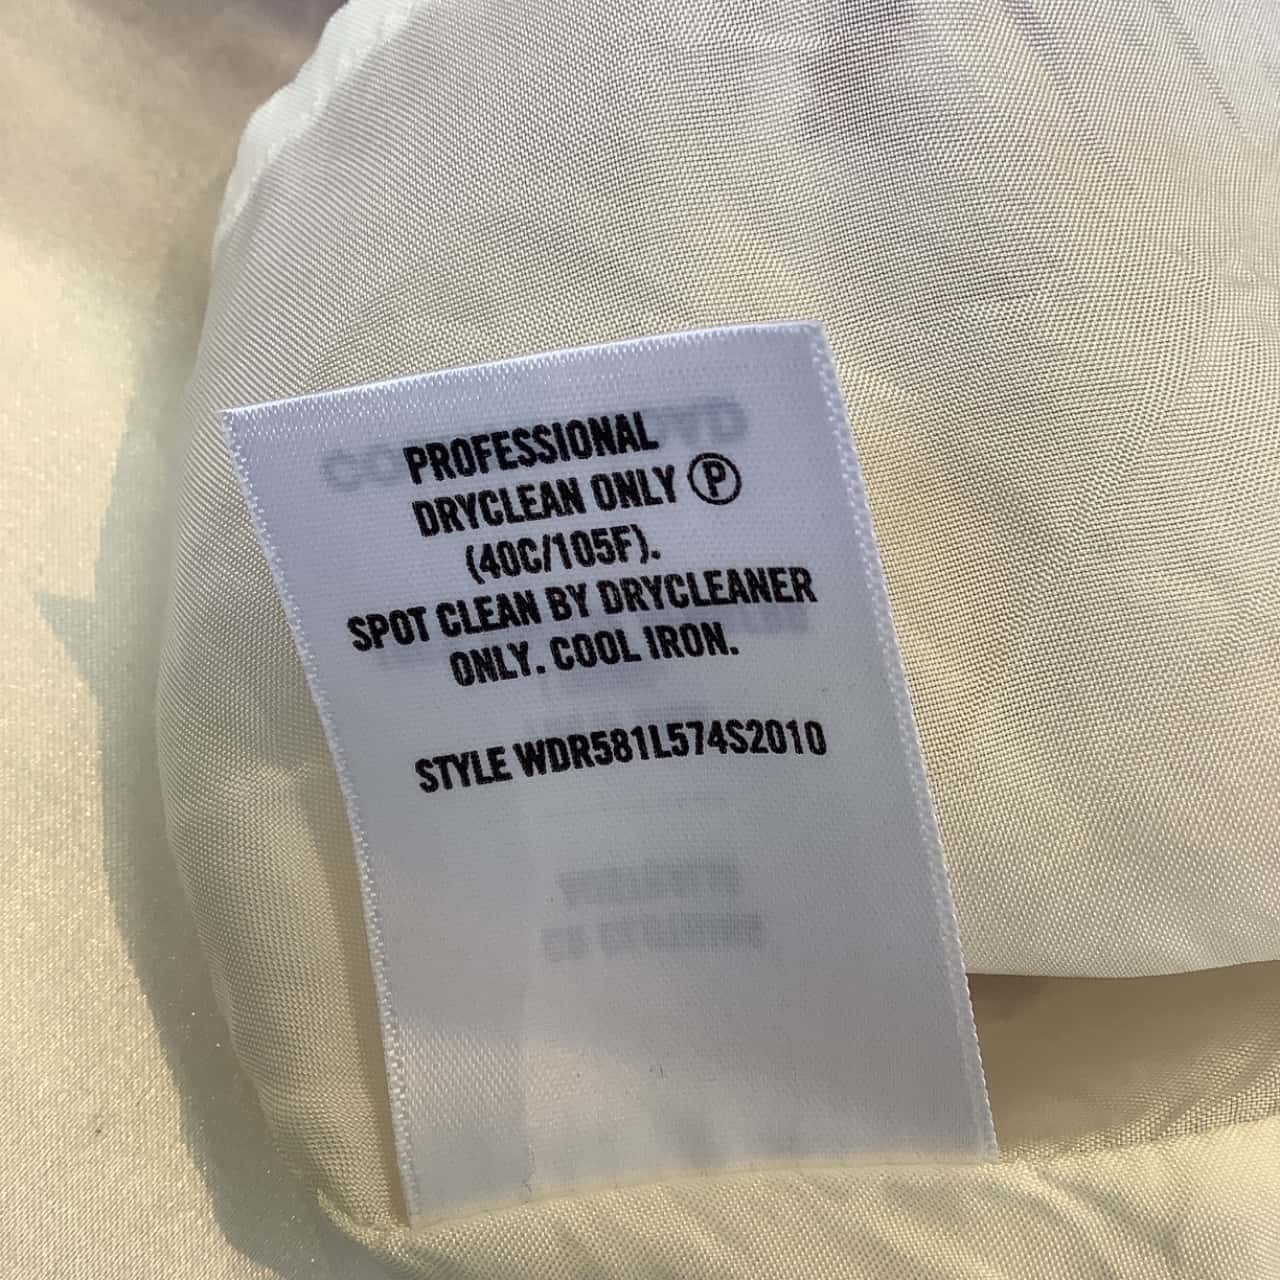 PROFESSIONAL
DRYCLEAN ONLY Ⓟ
(40C/105F).
SPOT CLEAN BY DRYCLEANER
ONLY. COOL IRON.
STYLE WDR581L574S2010